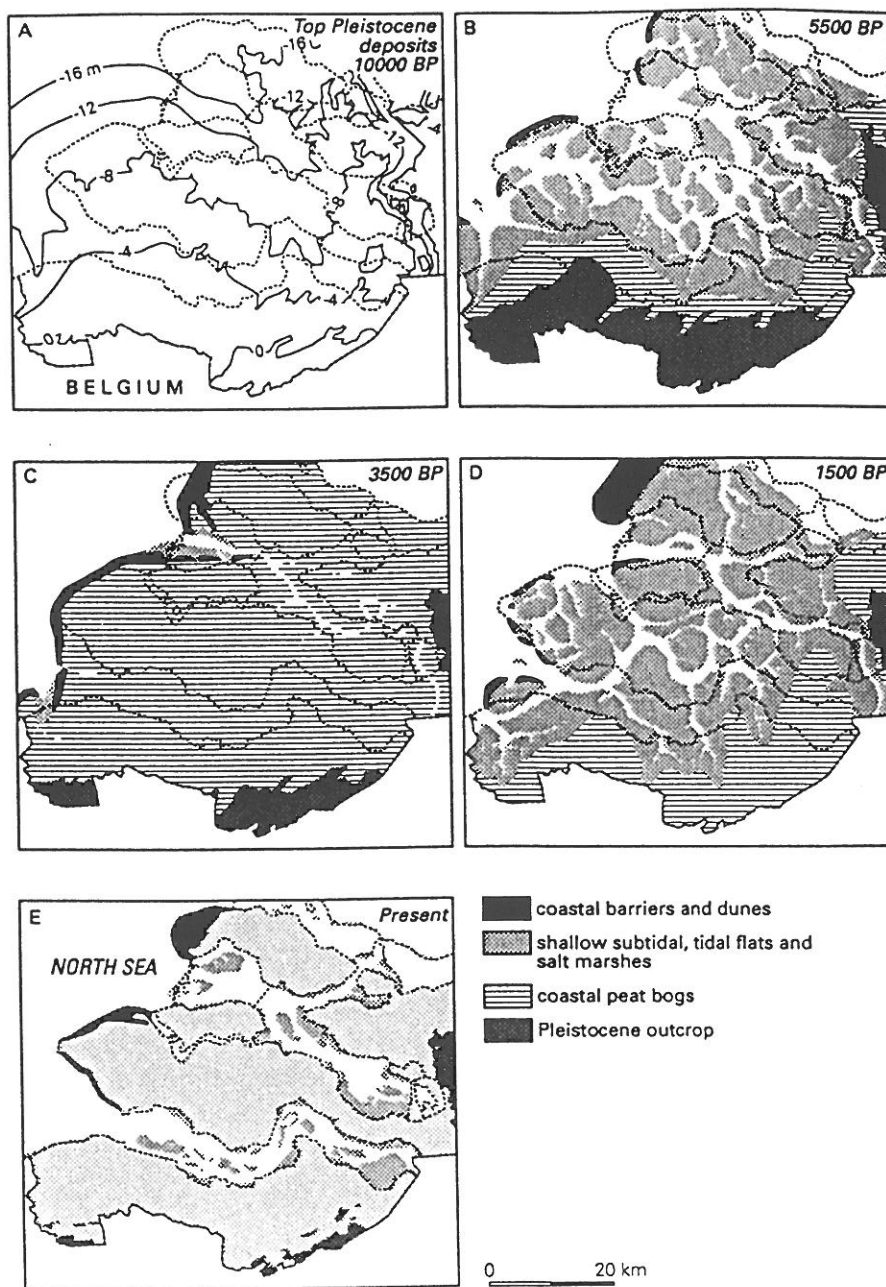 A
Top Pleistocene
deposits
10000 BP
-16
-16 m
-12
-12
-12
-4
-8
-8
-4
-4
0
0
BELGIUM
B
5500 BP
C
3500 BP
D
1500 BP
E
Present
NORTH SEA
coastal barriers and dunes
shallow subtidal, tidal flats and
salt marshes
coastal peat bogs
Pleistocene outcrop
0 20 km